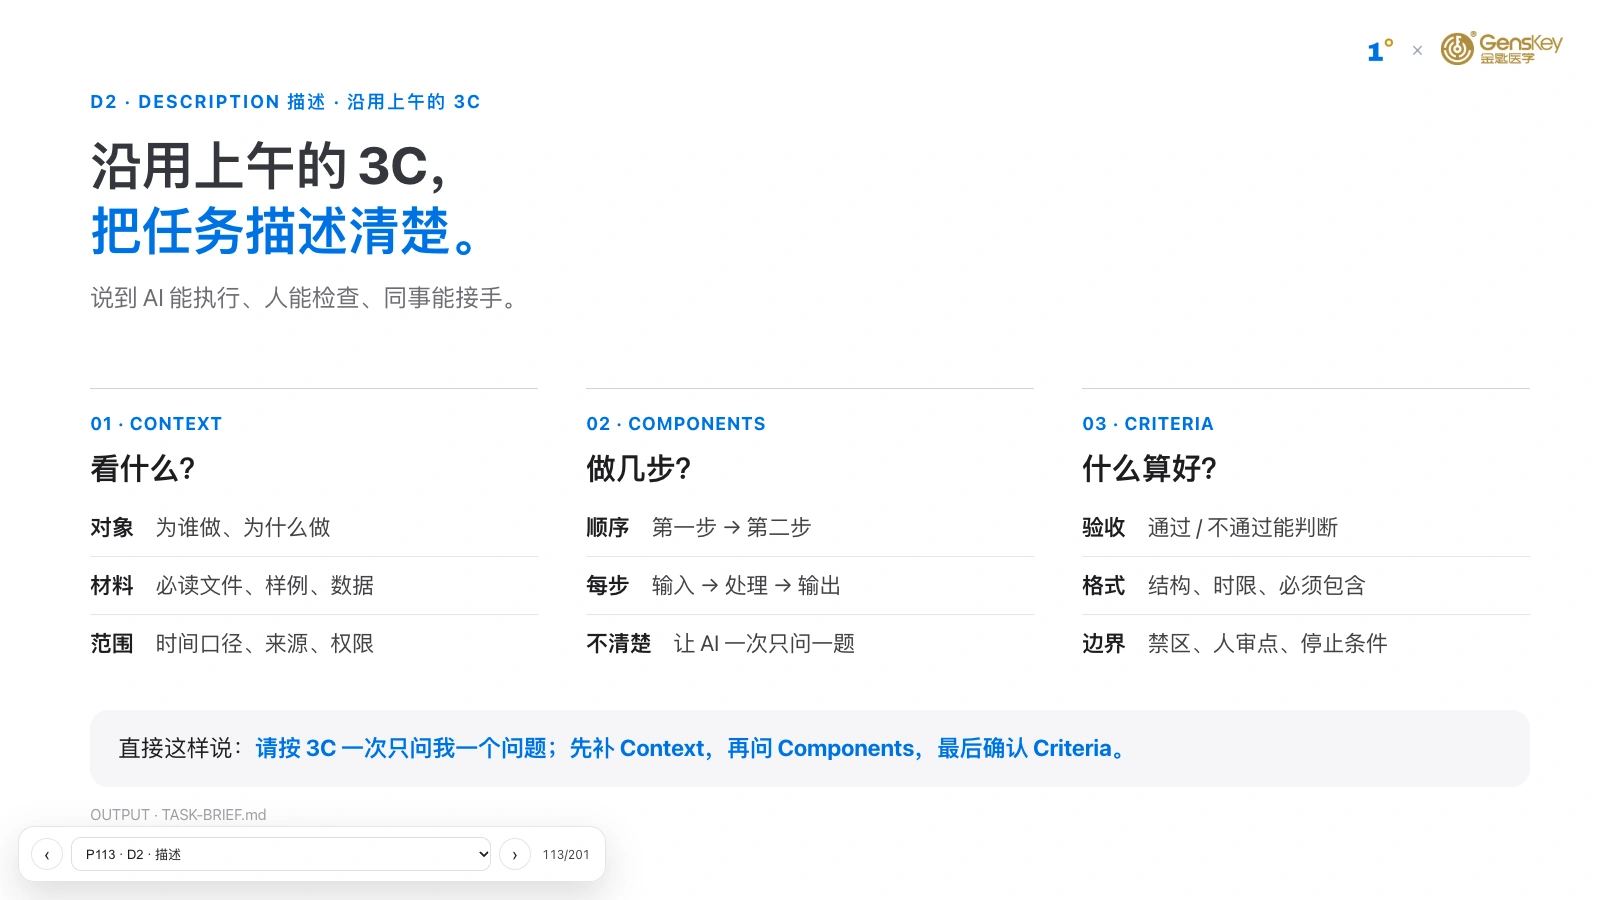 1° × GensKey® 金匙医学
D2 · DESCRIPTION 描述 · 沿用上午的 3C
沿用上午的 3C，
把任务描述清楚。
说到 AI 能执行、人能检查、同事能接手。
01 · CONTEXT
看什么？
对象 为谁做、为什么做
材料 必读文件、样例、数据
范围 时间口径、来源、权限
02 · COMPONENTS
做几步？
顺序 第一步 → 第二步
每步 输入 → 处理 → 输出
不清楚 让 AI 一次只问一题
03 · CRITERIA
什么算好？
验收 通过 / 不通过能判断
格式 结构、时限、必须包含
边界 禁区、人审点、停止条件
直接这样说：请按 3C 一次只问我一个问题；先补 Context，再问 Components，最后确认 Criteria。
OUTPUT · TASK-BRIEF.md
‹ P113 · D2 · 描述 › 113/201